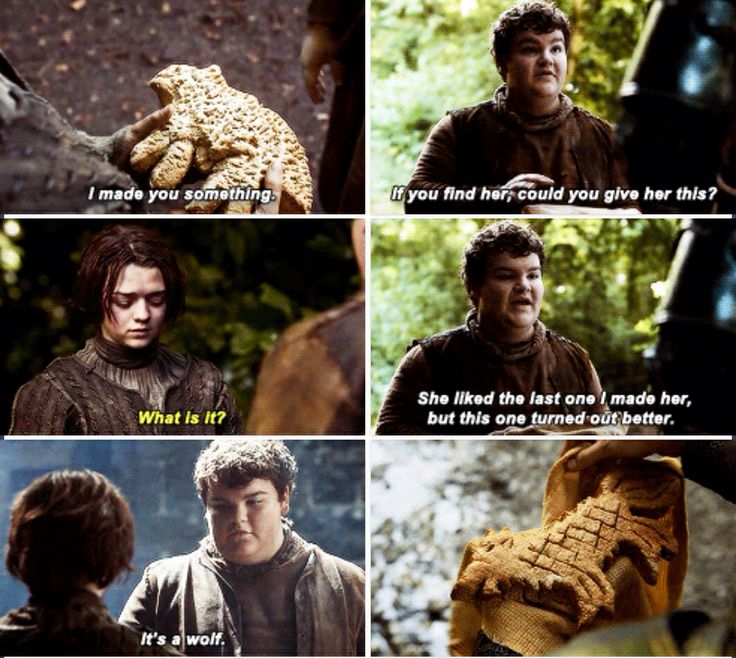 I made you something.
If you find her, could you give her this?
What is it?
She liked the last one I made her,
but this one turned out better.
It's a wolf.